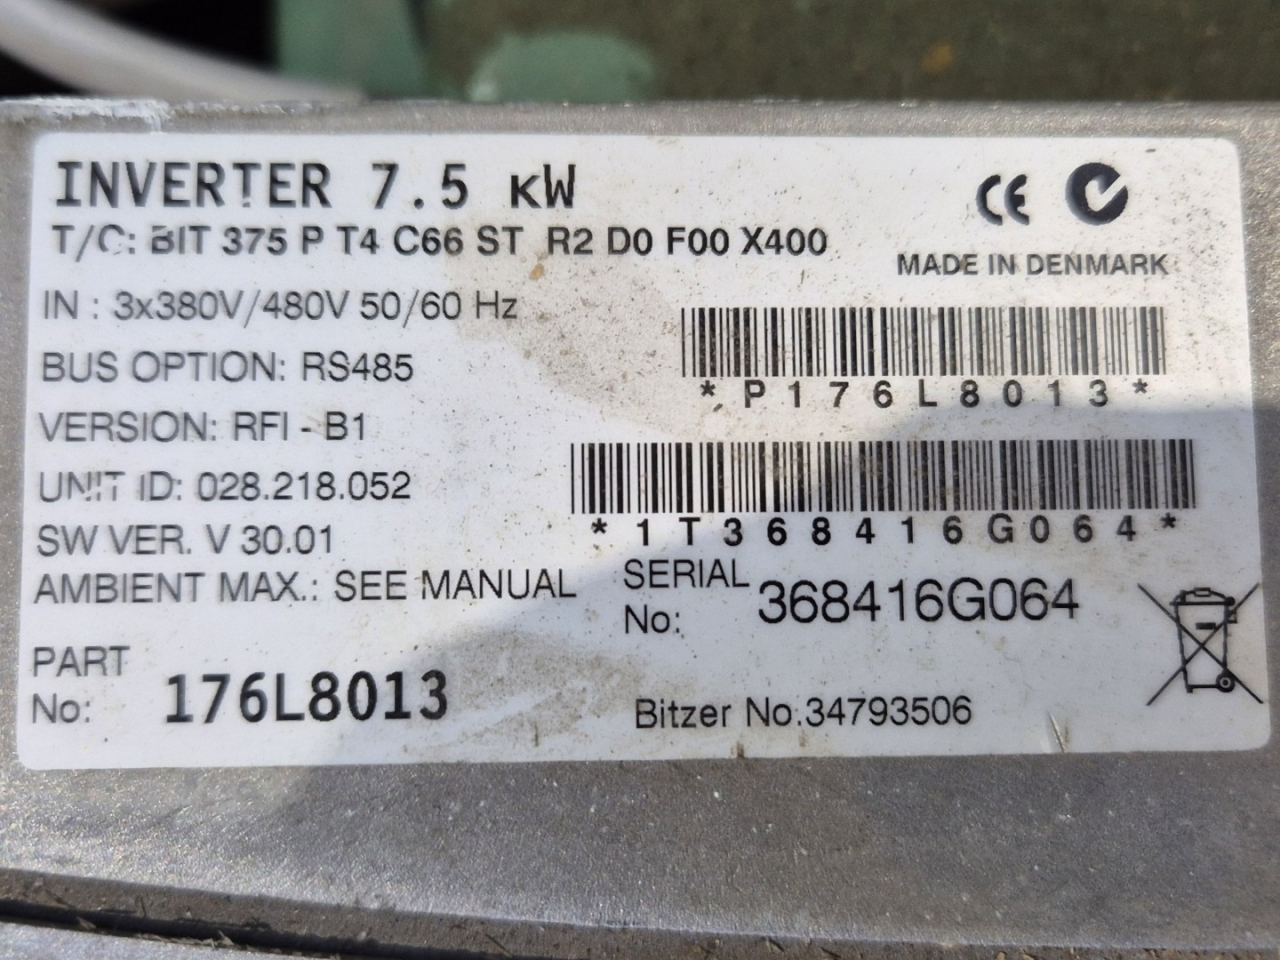 INVERTER 7.5 KW
T/C: BIT 375 P T4 C66 ST R2 D0 F00 X400
CE
MADE IN DENMARK
IN : 3x380V/480V 50/60 Hz
BUS OPTION: RS485
*P176L8013*
VERSION: RFI - B1
UNIT ID: 028.218.052
*1T368416G064*
SW VER. V 30.01
AMBIENT MAX.: SEE MANUAL
SERIAL
No: 368416G064
PART
No: 176L8013
Bitzer No:34793506